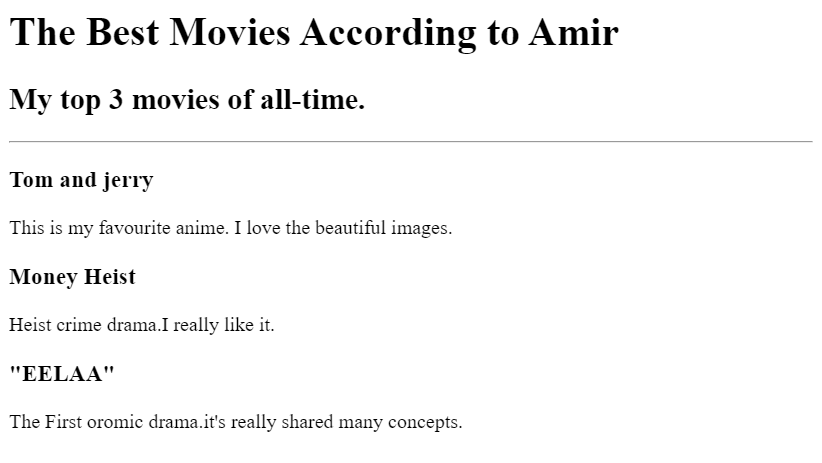 The Best Movies According to Amir
My top 3 movies of all-time.
Tom and jerry
This is my favourite anime. I love the beautiful images.
Money Heist
Heist crime drama.I really like it.
"EELAA"
The First oromic drama.it's really shared many concepts.